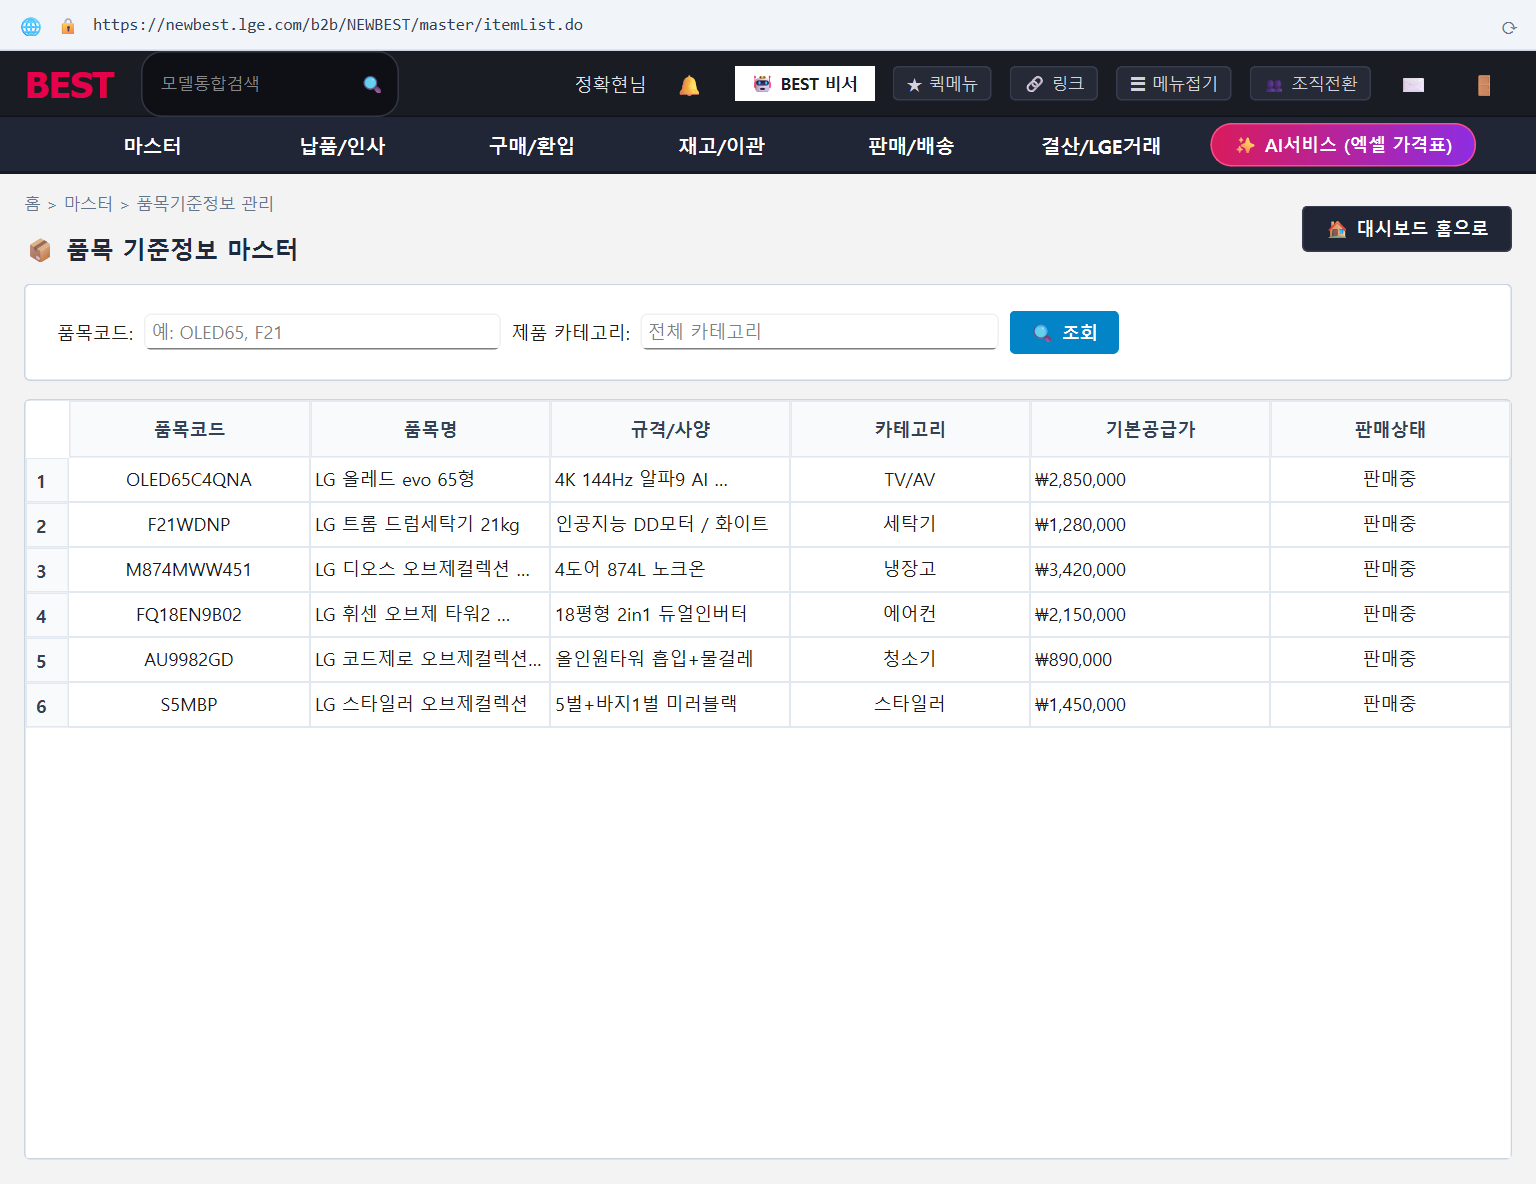 https://newbest.lge.com/b2b/NEWBEST/master/itemList.do
BEST 모델통합검색 정확현님 BEST 비서 ★ 퀵메뉴 링크 ☰ 메뉴접기 조직전환
마스터 납품/인사 구매/환입 재고/이관 판매/배송 결산/LGE거래 AI서비스 (엑셀 가격표)
홈 > 마스터 > 품목기준정보 관리
품목 기준정보 마스터
대시보드 홈으로
품목코드: 예: OLED65, F21 제품 카테고리: 전체 카테고리 조회
품목코드 품목명 규격/사양 카테고리 기본공급가 판매상태
1 OLED65C4QNA LG 올레드 evo 65형 4K 144Hz 알파9 AI ... TV/AV ₩2,850,000 판매중
2 F21WDNP LG 트롬 드럼세탁기 21kg 인공지능 DD모터 / 화이트 세탁기 ₩1,280,000 판매중
3 M874MWW451 LG 디오스 오브제컬렉션 ... 4도어 874L 노크온 냉장고 ₩3,420,000 판매중
4 FQ18EN9B02 LG 휘센 오브제 타워2 ... 18평형 2in1 듀얼인버터 에어컨 ₩2,150,000 판매중
5 AU9982GD LG 코드제로 오브제컬렉션... 올인원타워 흡입+물걸레 청소기 ₩890,000 판매중
6 S5MBP LG 스타일러 오브제컬렉션 5벌+바지1벌 미러블랙 스타일러 ₩1,450,000 판매중